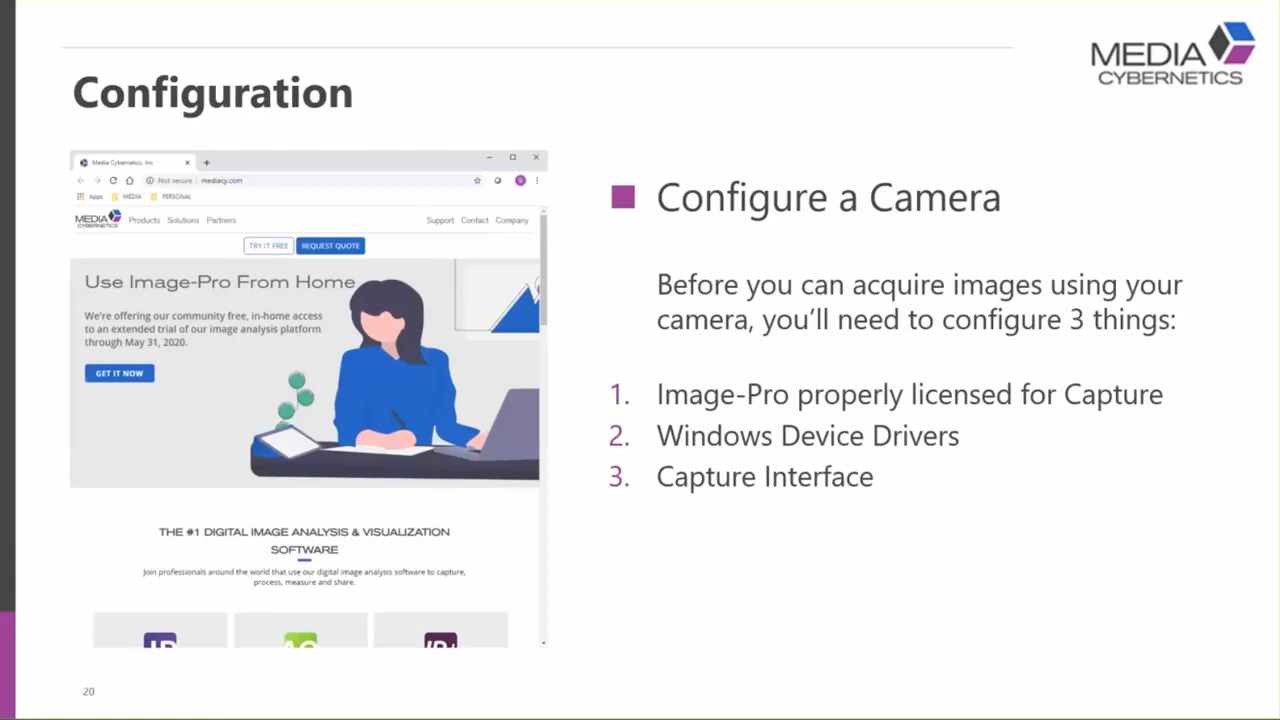 MEDIA
CYBERNETICS
Configuration
Media Cybernetics, Inc.
Not secure | mediacy.com
Apps MEDIA PERSONAL
MEDIA
CYBERNETICS
Products Solutions Partners Support Contact Company
TRY IT FREE REQUEST QUOTE
Use Image-Pro From Home
We're offering our community free, in-home access
to an extended trial of our image analysis platform
through May 31, 2020.
GET IT NOW
THE #1 DIGITAL IMAGE ANALYSIS & VISUALIZATION
SOFTWARE
Join professionals around the world that use our digital image analysis software to capture,
process, measure and share.
Configure a Camera
Before you can acquire images using your
camera, you'll need to configure 3 things:
1. Image-Pro properly licensed for Capture
2. Windows Device Drivers
3. Capture Interface
20